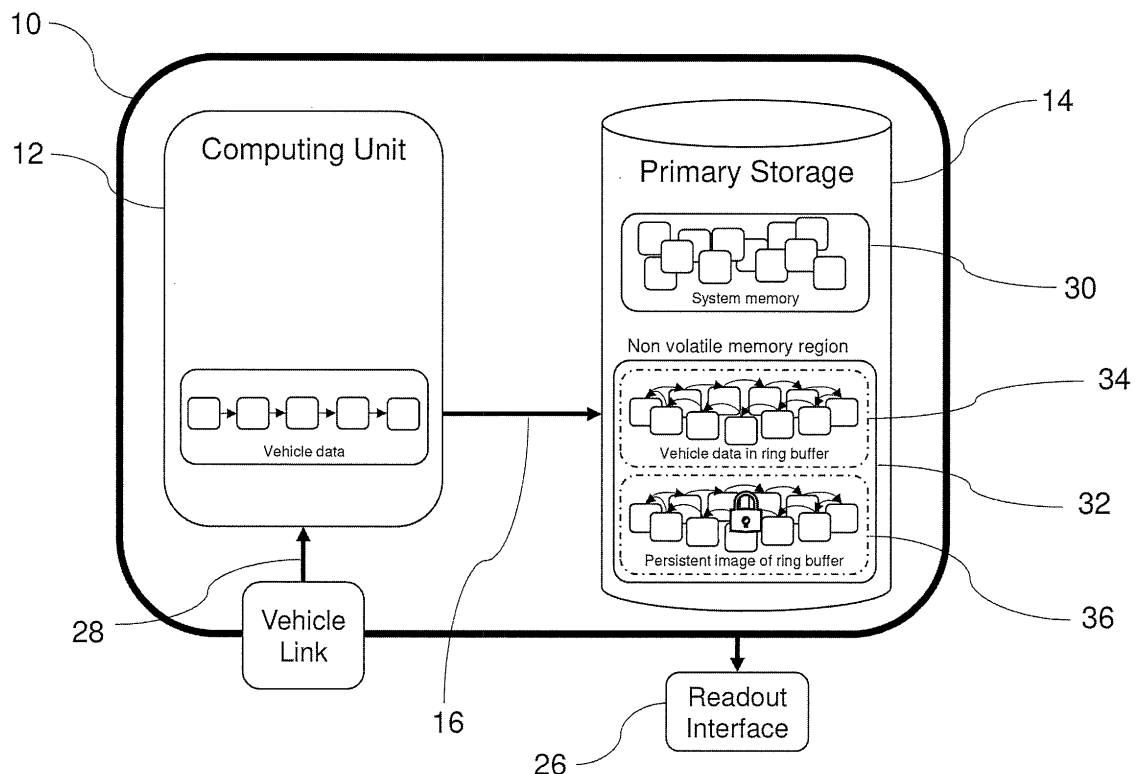 10
12
Computing Unit
Vehicle data
14
Primary Storage
System memory
30
Non volatile memory region
Vehicle data in ring buffer
34
32
Persistent image of ring buffer
36
28
Vehicle
Link
16
Readout
Interface
26